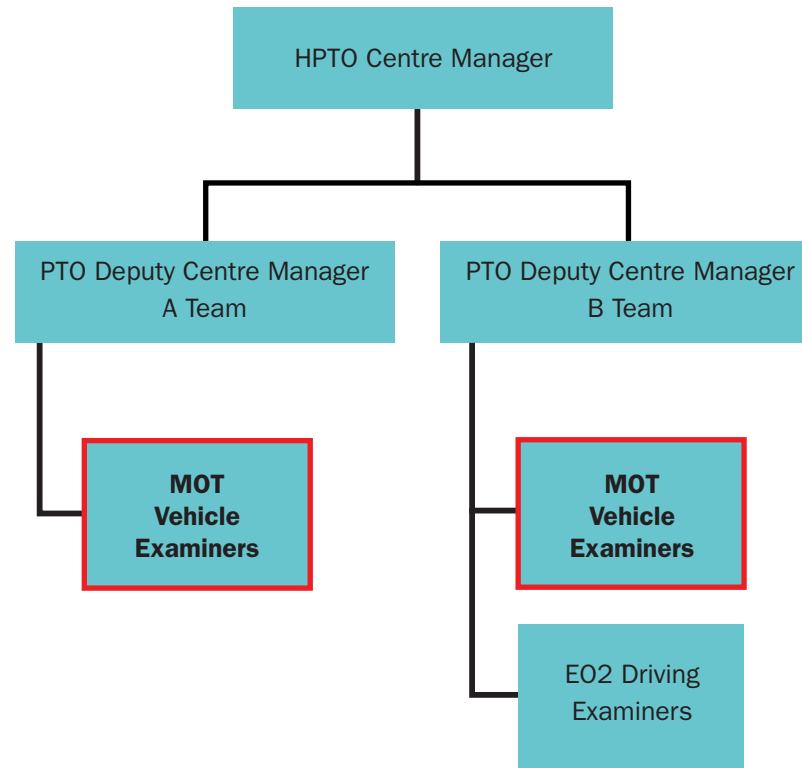 HPTO Centre Manager
PTO Deputy Centre Manager
A Team
PTO Deputy Centre Manager
B Team
MOT
Vehicle
Examiners
MOT
Vehicle
Examiners
EO2 Driving
Examiners